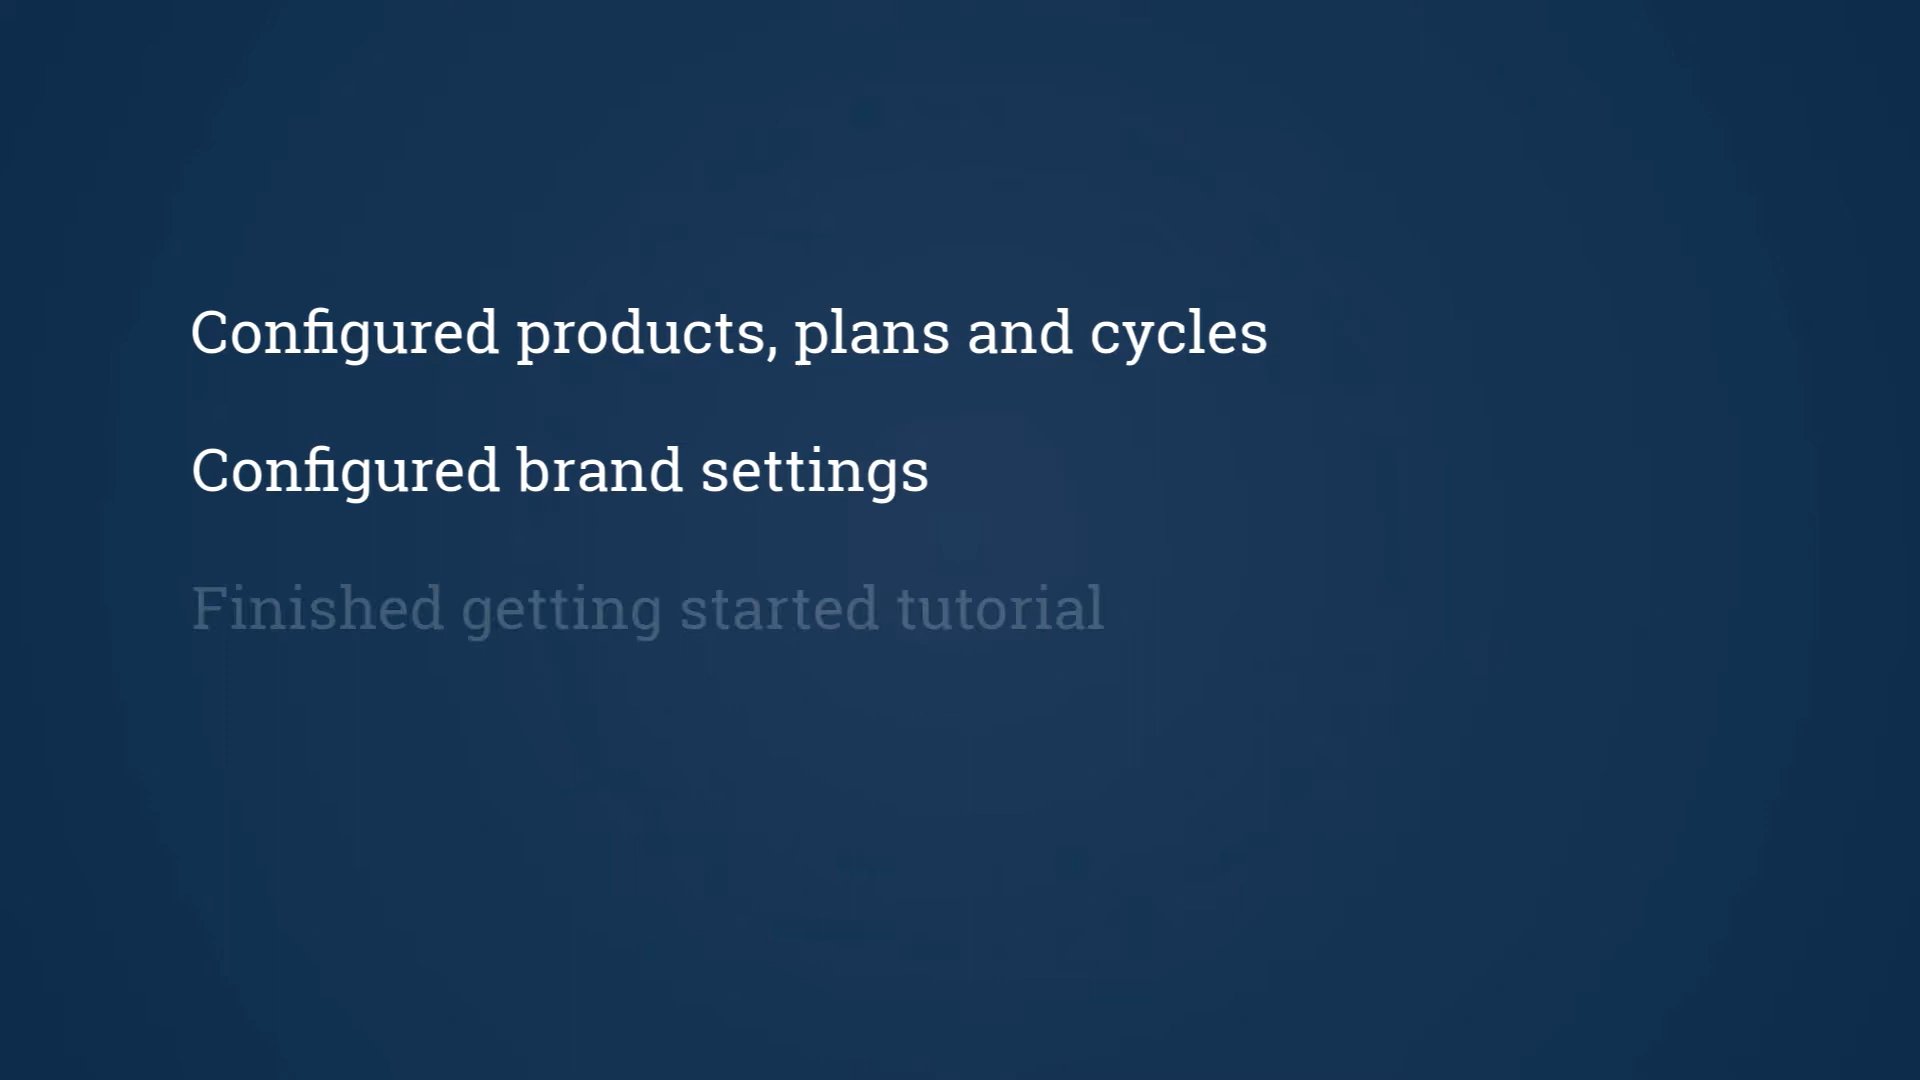 Configured products, plans and cycles
Configured brand settings
Finished getting started tutorial